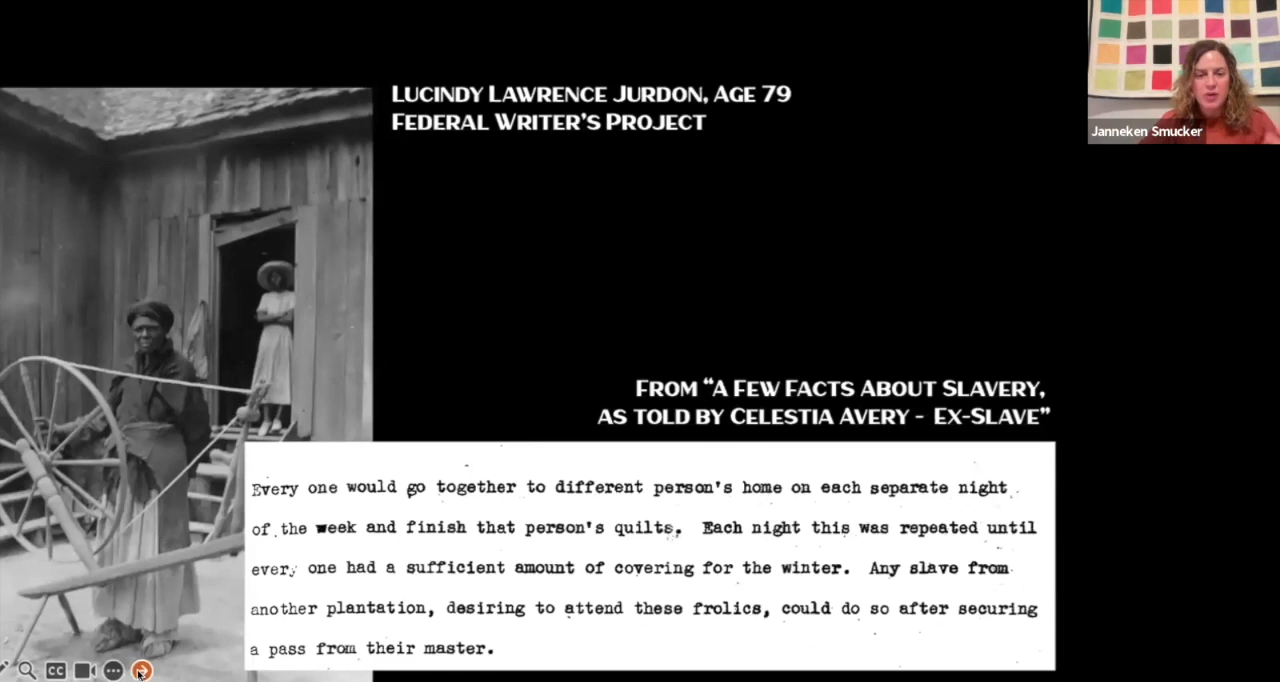 LUCINDY LAWRENCE JURDON, AGE 79
FEDERAL WRITER'S PROJECT
Janneken Smucker
FROM "A FEW FACTS ABOUT SLAVERY,
AS TOLD BY CELESTIA AVERY - EX-SLAVE"
Every one would go together to different person's home on each separate night
of the week and finish that person's quilts. Each night this was repeated until
every one had a sufficient amount of covering for the winter. Any slave from
another plantation, desiring to attend these frolics, could do so after securing
a pass from their master.
CC